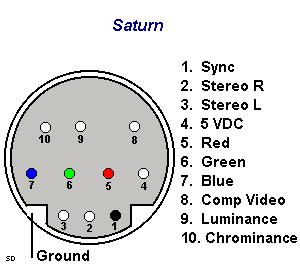 Saturn
1. Sync
2. Stereo R
3. Stereo L
4. 5 VDC
5. Red
6. Green
7. Blue
8. Comp Video
9. Luminance
10. Chrominance
10 9 8
7 6 5 4
3 2 1
SD Ground